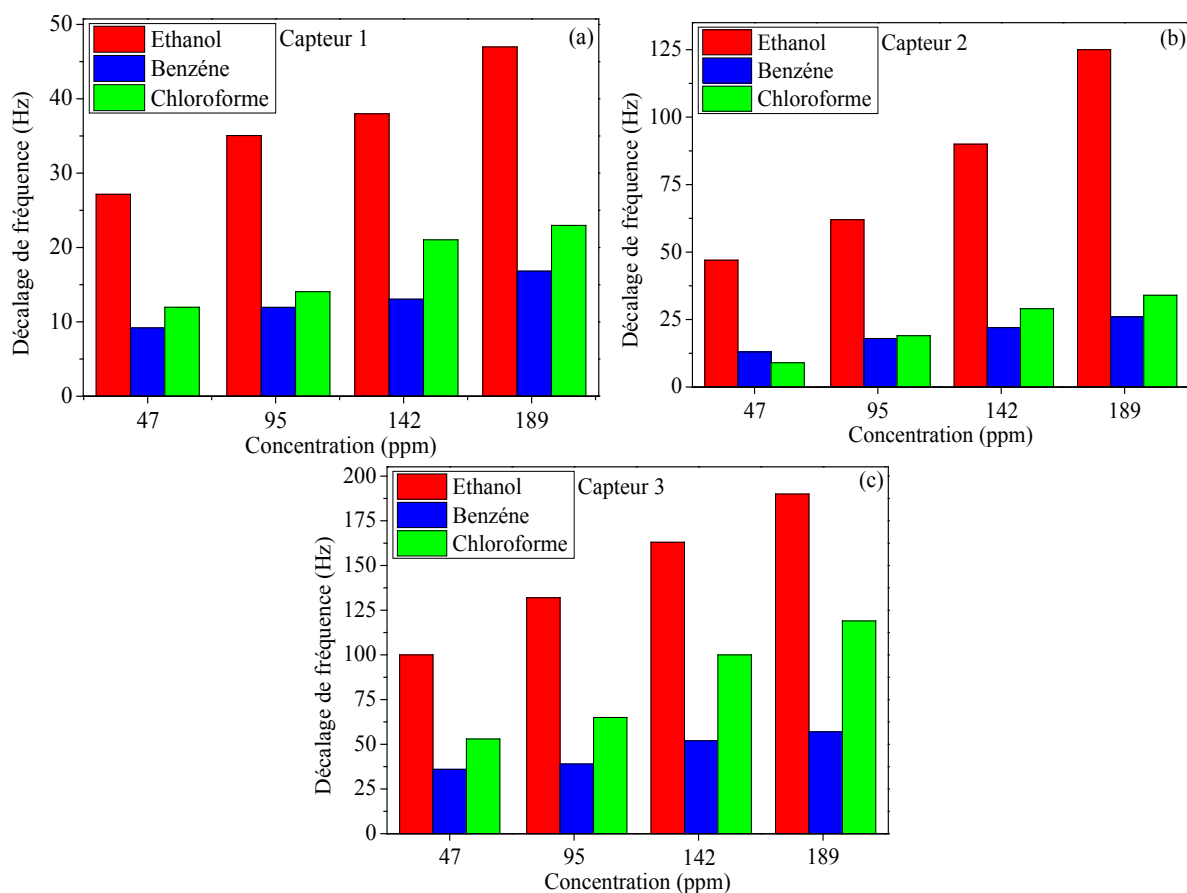 Ethanol
Benzéne
Chloroforme
Capteur 1
(a)
Décalage de fréquence (Hz)
50
40
30
20
10
0
47 95 142 189
Concentration (ppm)
Ethanol
Benzéne
Chloroforme
Capteur 2
(b)
Décalage de fréquence (Hz)
125
100
75
50
25
0
47 95 142 189
Concentration (ppm)
Ethanol
Benzéne
Chloroforme
Capteur 3
(c)
Décalage de fréquence (Hz)
200
175
150
125
100
75
50
25
0
47 95 142 189
Concentration (ppm)